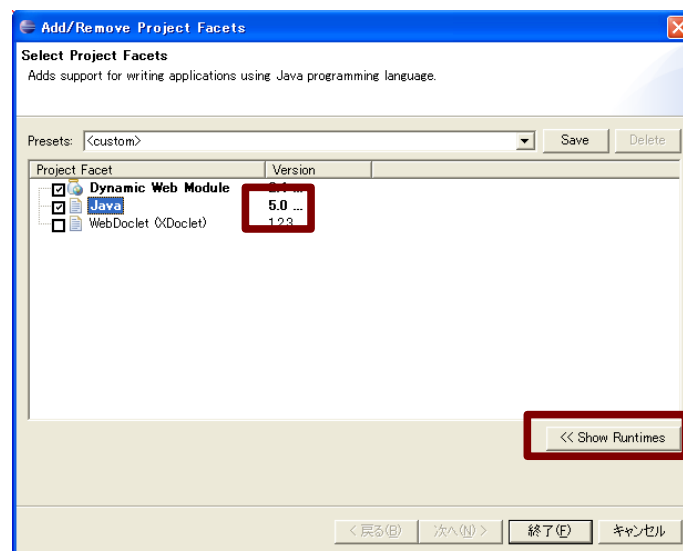 Add/Remove Project Facets
Select Project Facets
Adds support for writing applications using Java programming language.
Presets: <custom> Save Delete
Project Facet Version
Dynamic Web Module
Java 5.0 ...
WebDoclet (XDoclet) 1.2.3
<< Show Runtimes
< 戻る(B) 次へ(N) > 終了(F) キャンセル